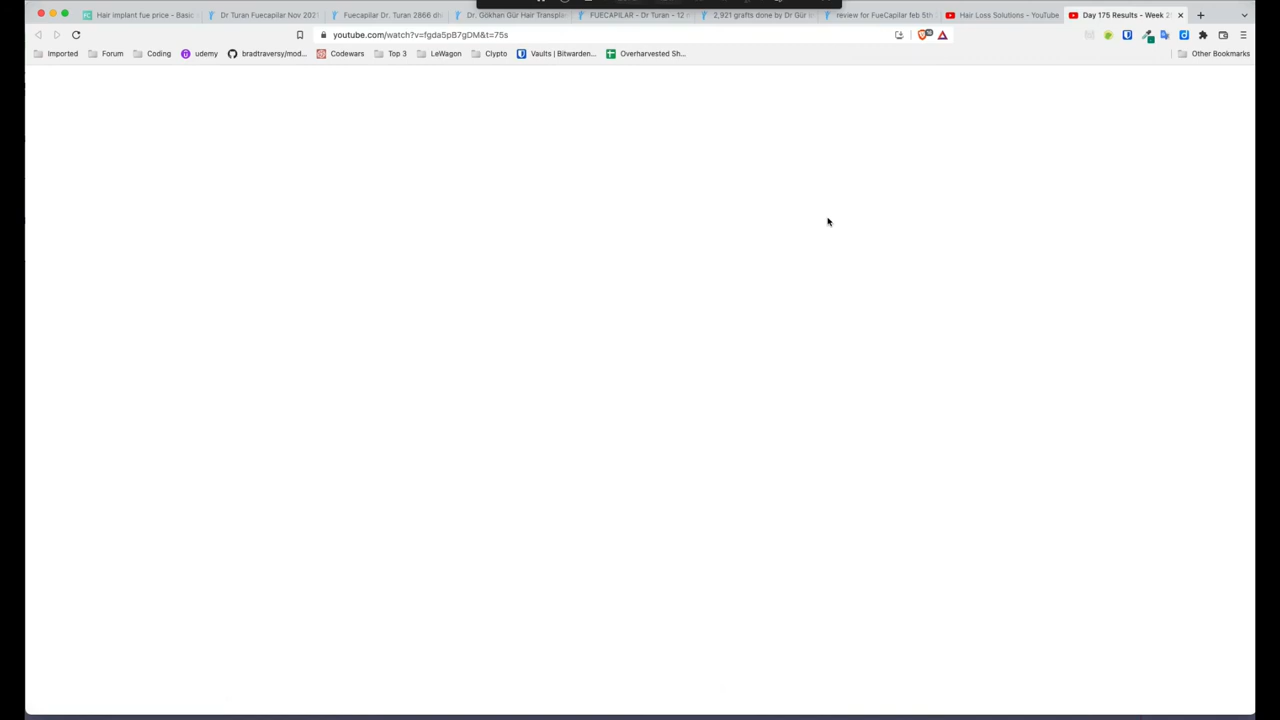 Hair implant fue price - Basic
Dr Turan Fuecapilar Nov 2021
Fuecapilar Dr. Turan 2866 dh
Dr. Gökhan Gür Hair Transplan
FUECAPILAR – Dr Turan - 12 m
2,921 grafts done by Dr Gür an
review for FueCapilar feb 5th 2
Hair Loss Solutions - YouTube
Day 175 Results - Week 25
youtube.com/watch?v=fgda5pB7gDM&t=75s
Imported
Forum
Coding
udemy
bradtraversy/mod...
Codewars
Top 3
LeWagon
Clypto
Vaults | Bitwarden...
Overharvested Sh...
Other Bookmarks